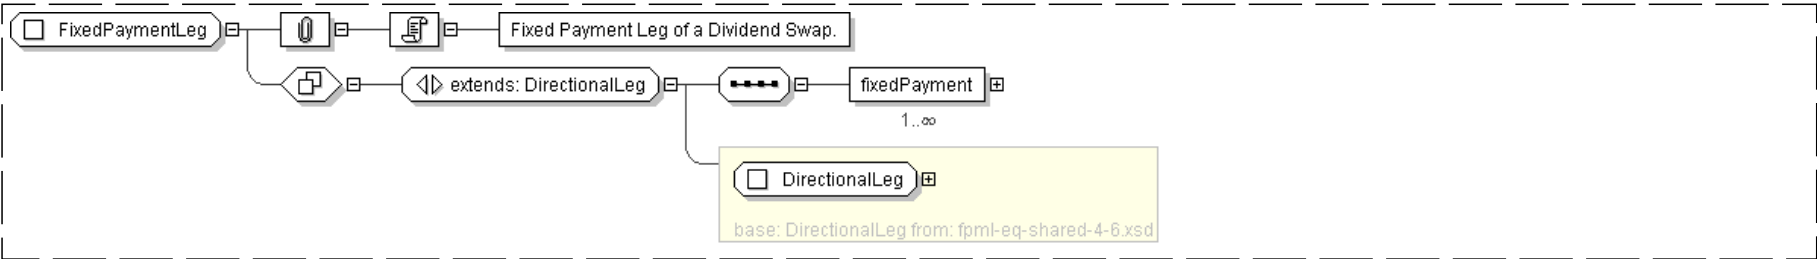 FixedPaymentLeg
Fixed Payment Leg of a Dividend Swap.
extends: DirectionalLeg
fixedPayment
1..∞
DirectionalLeg
base: DirectionalLeg from: fpml-eq-shared-4-6.xsd